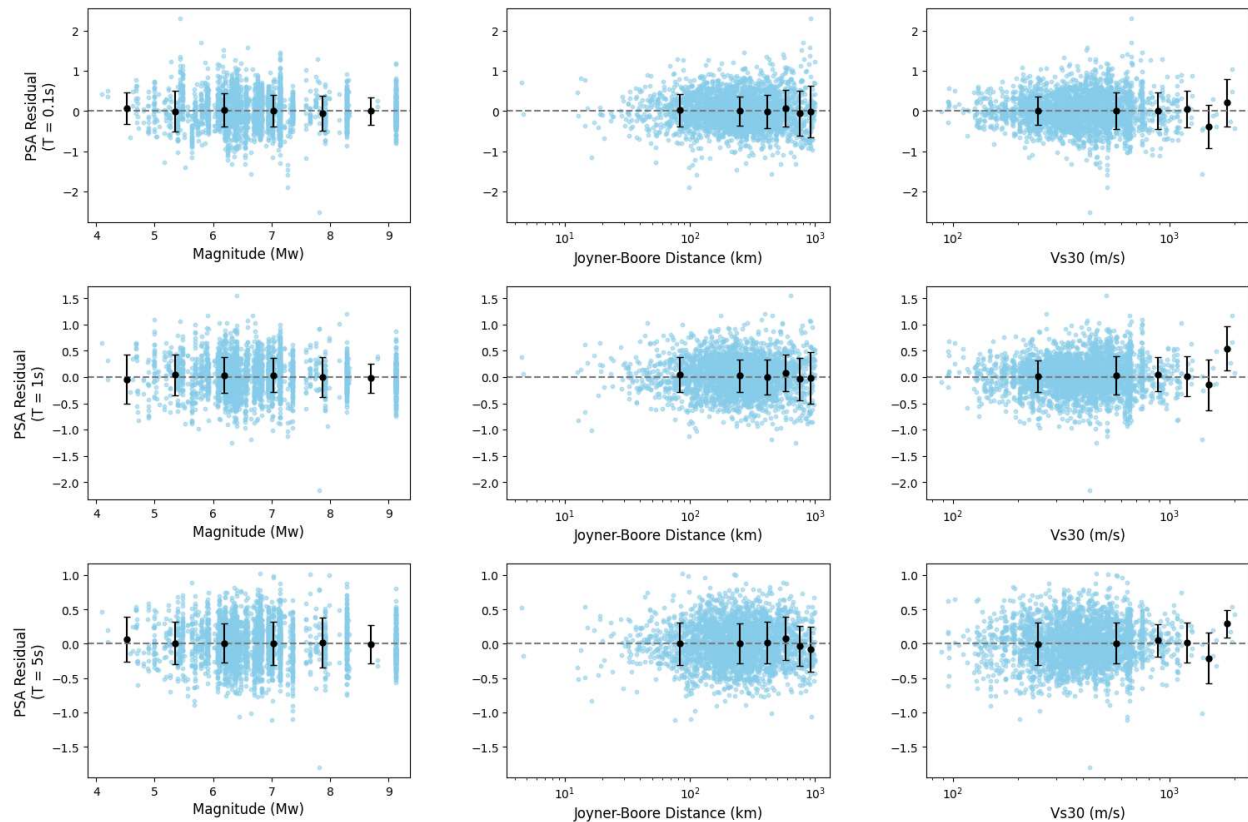 PSA Residual
(T = 0.1s)
2
1
0
−1
−2
4 5 6 7 8 9
Magnitude (Mw)
2
1
0
−1
−2
10¹ 10² 10³
Joyner-Boore Distance (km)
2
1
0
−1
−2
10² 10³
Vs30 (m/s)
PSA Residual
(T = 1s)
1.5
1.0
0.5
0.0
−0.5
−1.0
−1.5
−2.0
4 5 6 7 8 9
Magnitude (Mw)
1.5
1.0
0.5
0.0
−0.5
−1.0
−1.5
−2.0
10¹ 10² 10³
Joyner-Boore Distance (km)
1.5
1.0
0.5
0.0
−0.5
−1.0
−1.5
−2.0
10² 10³
Vs30 (m/s)
PSA Residual
(T = 5s)
1.0
0.5
0.0
−0.5
−1.0
−1.5
4 5 6 7 8 9
Magnitude (Mw)
1.0
0.5
0.0
−0.5
−1.0
−1.5
10¹ 10² 10³
Joyner-Boore Distance (km)
1.0
0.5
0.0
−0.5
−1.0
−1.5
10² 10³
Vs30 (m/s)